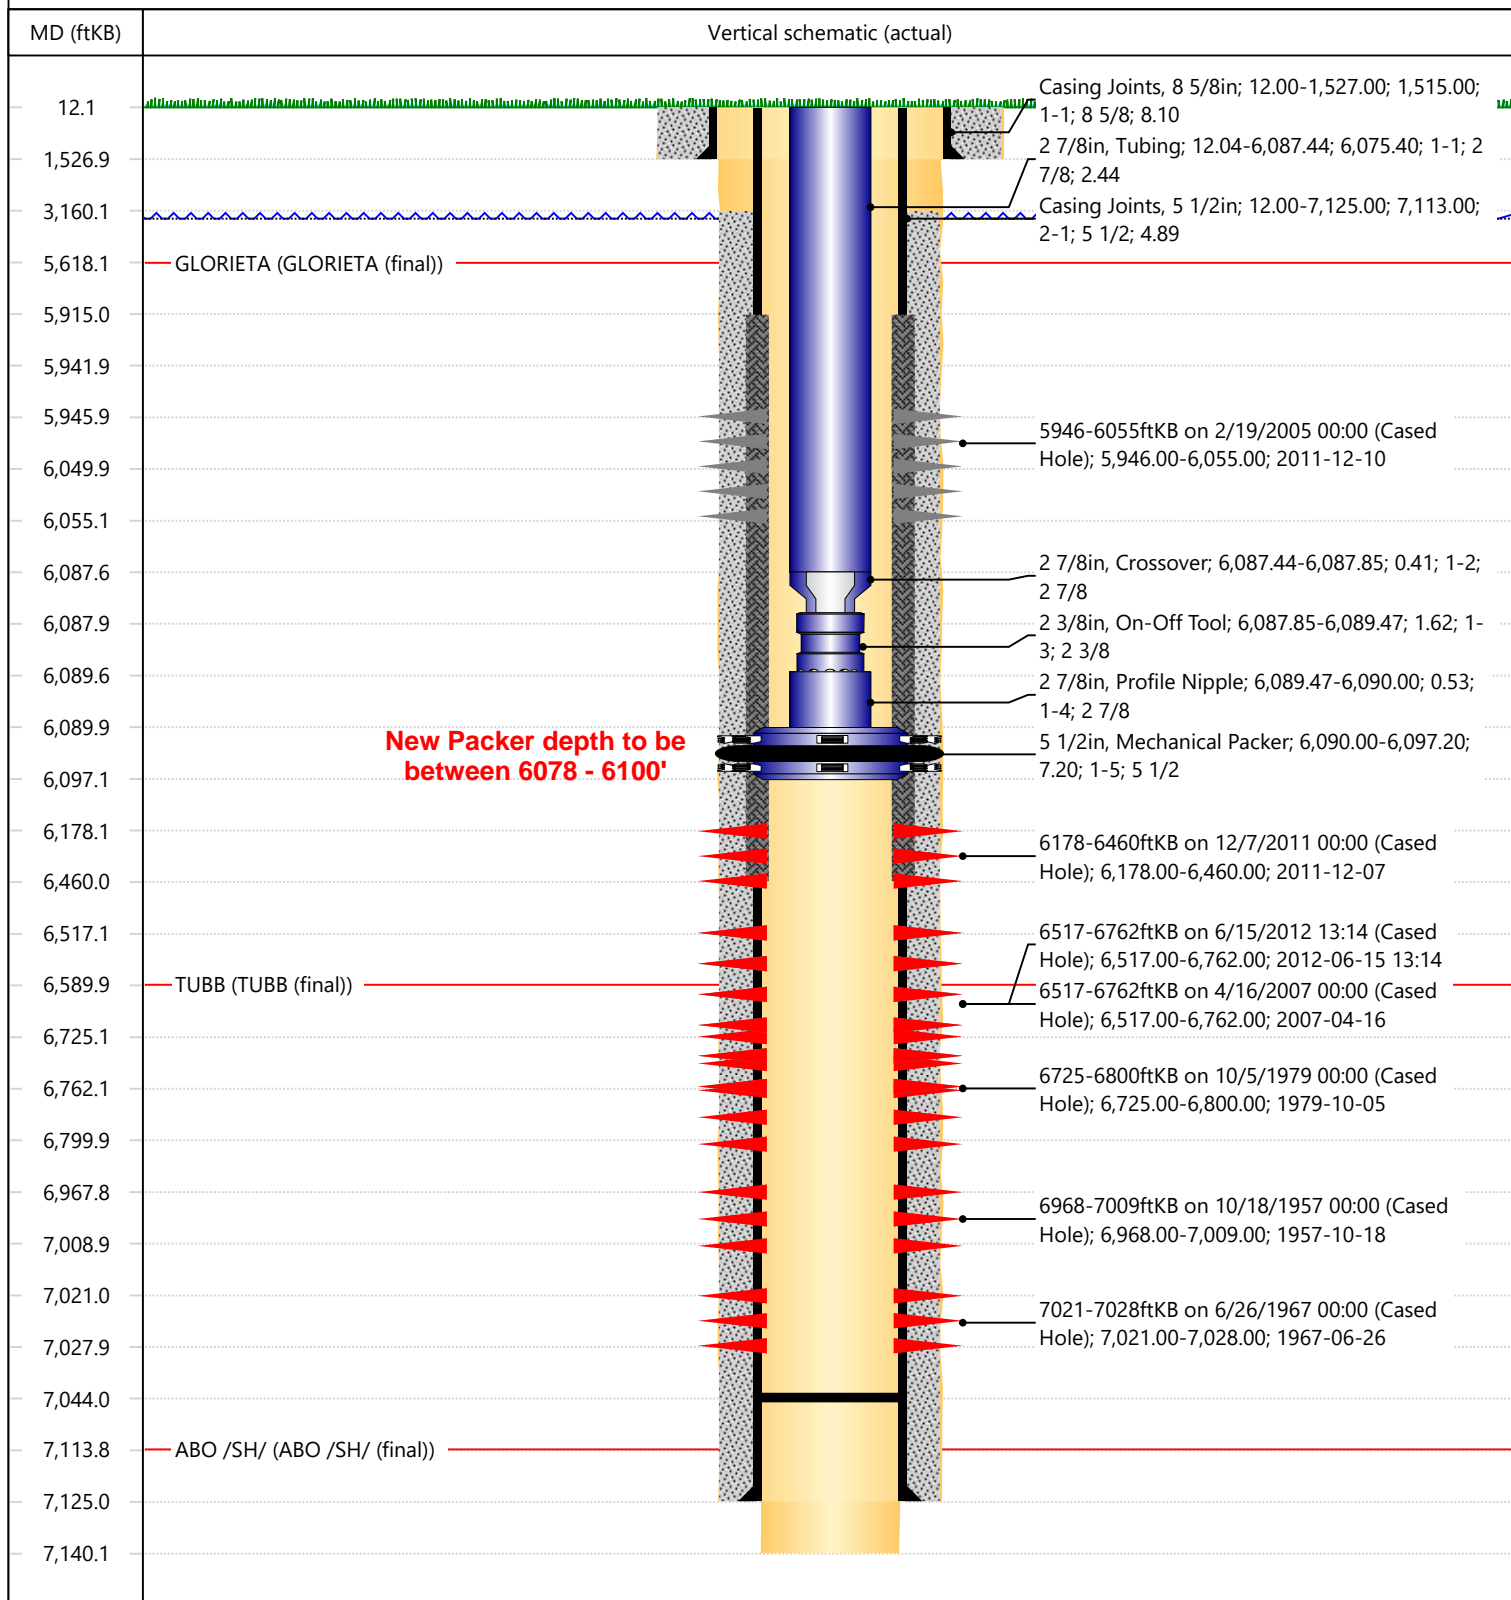 MD (ftKB)
Vertical schematic (actual)
12.1
1,526.9
3,160.1
5,618.1
5,915.0
5,941.9
5,945.9
6,049.9
6,055.1
6,087.6
6,087.9
6,089.6
6,089.9
6,097.1
6,178.1
6,460.0
6,517.1
6,589.9
6,725.1
6,762.1
6,799.9
6,967.8
7,008.9
7,021.0
7,027.9
7,044.0
7,113.8
7,125.0
7,140.1
GLORIETA (GLORIETA (final))
New Packer depth to be
between 6078 - 6100'
TUBB (TUBB (final))
ABO /SH/ (ABO /SH/ (final))
Casing Joints, 8 5/8in; 12.00-1,527.00; 1,515.00;
1-1; 8 5/8; 8.10
2 7/8in, Tubing; 12.04-6,087.44; 6,075.40; 1-1; 2
7/8; 2.44
Casing Joints, 5 1/2in; 12.00-7,125.00; 7,113.00;
2-1; 5 1/2; 4.89
5946-6055ftKB on 2/19/2005 00:00 (Cased
Hole); 5,946.00-6,055.00; 2011-12-10
2 7/8in, Crossover; 6,087.44-6,087.85; 0.41; 1-2;
2 7/8
2 3/8in, On-Off Tool; 6,087.85-6,089.47; 1.62; 1-
3; 2 3/8
2 7/8in, Profile Nipple; 6,089.47-6,090.00; 0.53;
1-4; 2 7/8
5 1/2in, Mechanical Packer; 6,090.00-6,097.20;
7.20; 1-5; 5 1/2
6178-6460ftKB on 12/7/2011 00:00 (Cased
Hole); 6,178.00-6,460.00; 2011-12-07
6517-6762ftKB on 6/15/2012 13:14 (Cased
Hole); 6,517.00-6,762.00; 2012-06-15 13:14
6517-6762ftKB on 4/16/2007 00:00 (Cased
Hole); 6,517.00-6,762.00; 2007-04-16
6725-6800ftKB on 10/5/1979 00:00 (Cased
Hole); 6,725.00-6,800.00; 1979-10-05
6968-7009ftKB on 10/18/1957 00:00 (Cased
Hole); 6,968.00-7,009.00; 1957-10-18
7021-7028ftKB on 6/26/1967 00:00 (Cased
Hole); 7,021.00-7,028.00; 1967-06-26